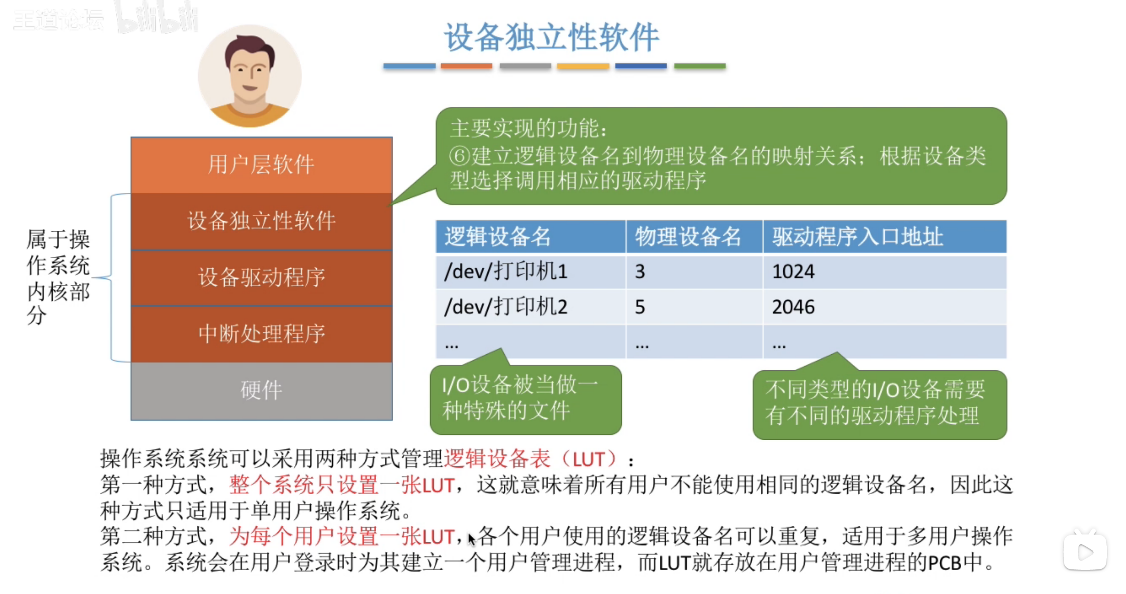 王道论坛 bilibili
设备独立性软件
主要实现的功能：
⑥建立逻辑设备名到物理设备名的映射关系；根据设备类
型选择调用相应的驱动程序
用户层软件
设备独立性软件
设备驱动程序
中断处理程序
硬件
属于操
作系统
内核部
分
逻辑设备名 物理设备名 驱动程序入口地址
/dev/打印机1 3 1024
/dev/打印机2 5 2046
... ... ...
I/O设备被当做一
种特殊的文件
不同类型的I/O设备需要
有不同的驱动程序处理
操作系统系统可以采用两种方式管理逻辑设备表（LUT）：
第一种方式，整个系统只设置一张LUT，这就意味着所有用户不能使用相同的逻辑设备名，因此这
种方式只适用于单用户操作系统。
第二种方式，为每个用户设置一张LUT，各个用户使用的逻辑设备名可以重复，适用于多用户操作
系统。系统会在用户登录时为其建立一个用户管理进程，而LUT就存放在用户管理进程的PCB中。